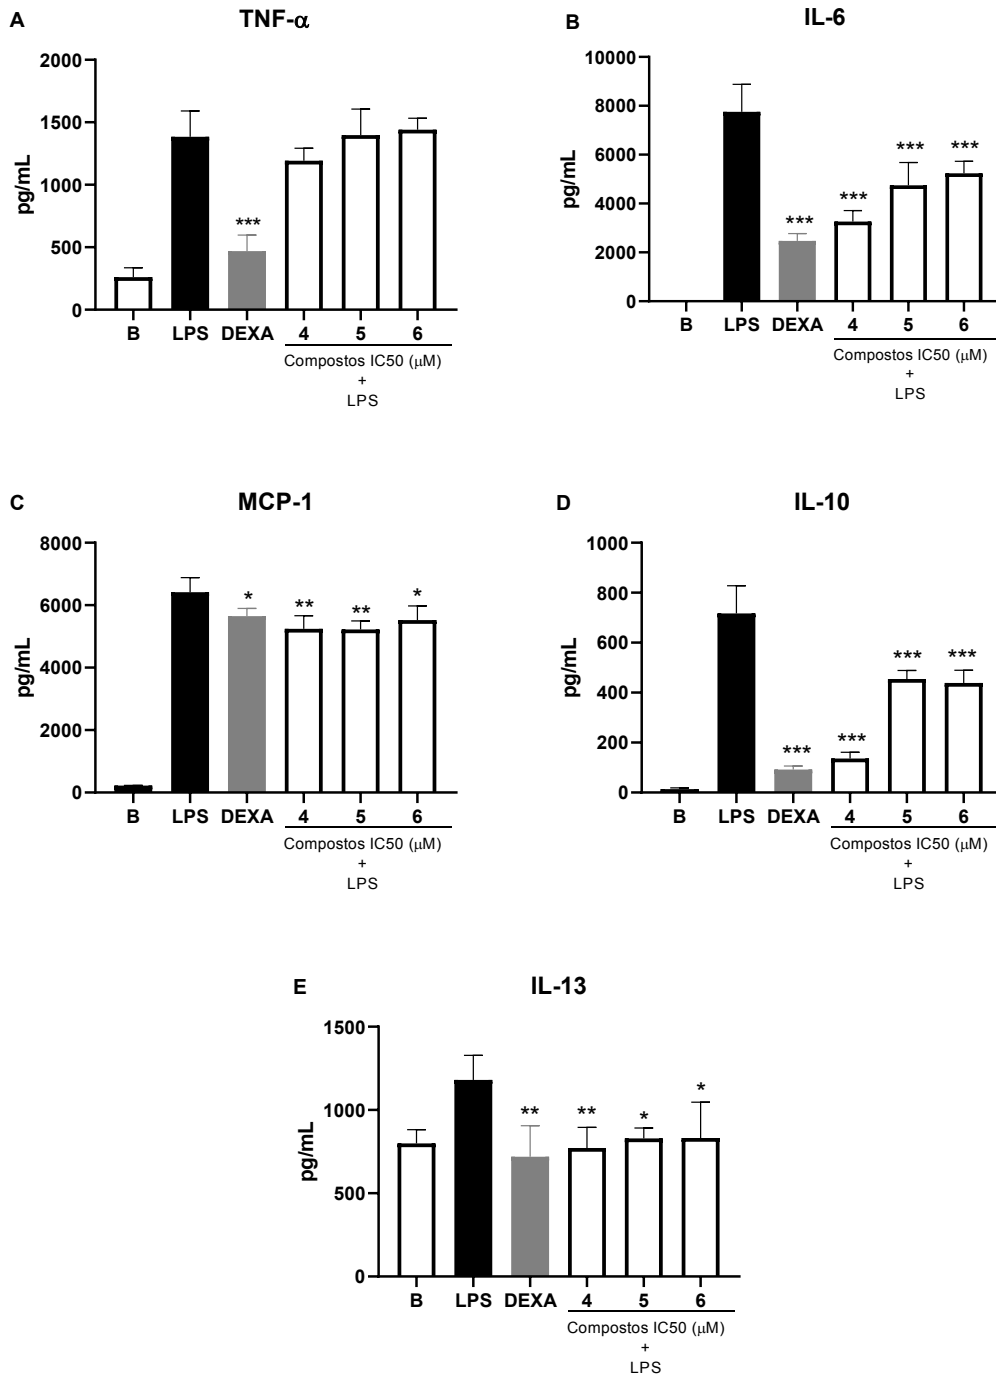 A
TNF-α
2000
1500
1000
500
0
pg/mL
***
B LPS DEXA 4 5 6
Compostos IC50 (μM)
+
LPS
B
IL-6
10000
8000
6000
4000
2000
0
pg/mL
*** *** *** ***
B LPS DEXA 4 5 6
Compostos IC50 (μM)
+
LPS
C
MCP-1
8000
6000
4000
2000
0
pg/mL
* ** ** *
B LPS DEXA 4 5 6
Compostos IC50 (μM)
+
LPS
D
IL-10
1000
800
600
400
200
0
pg/mL
*** *** *** ***
B LPS DEXA 4 5 6
Compostos IC50 (μM)
+
LPS
E
IL-13
1500
1000
500
0
pg/mL
** ** * *
B LPS DEXA 4 5 6
Compostos IC50 (μM)
+
LPS